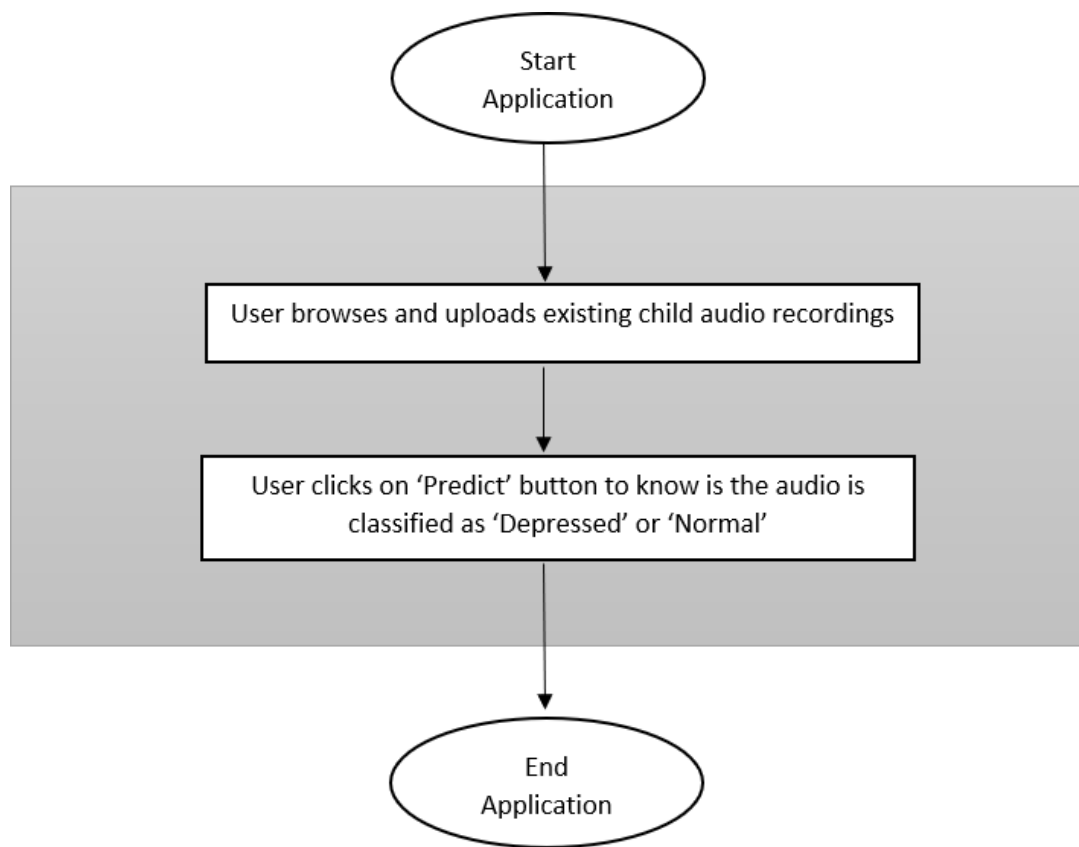 Start
Application
User browses and uploads existing child audio recordings
User clicks on ‘Predict’ button to know is the audio is
classified as ‘Depressed’ or ‘Normal’
End
Application